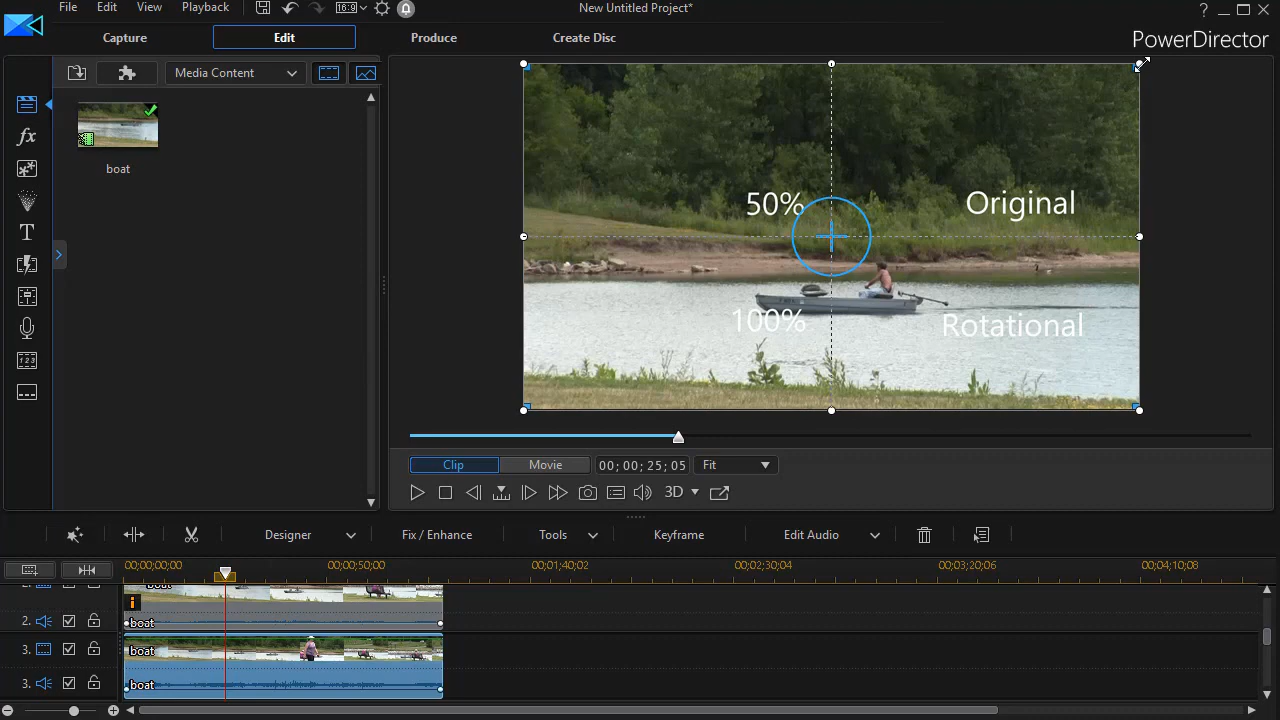 File Edit View Playback 16:9 New Untitled Project* ?
Capture Edit Produce Create Disc PowerDirector
Media Content
boat
50% Original
100% Rotational
Clip Movie 00; 00; 25; 05 Fit
3D
Designer Fix / Enhance Tools Keyframe Edit Audio
00;00;00;00 00;00;50;00 00;01;40;02 00;02;30;04 00;03;20;06 00;04;10;08
boat
2. boat
3.
3. boat